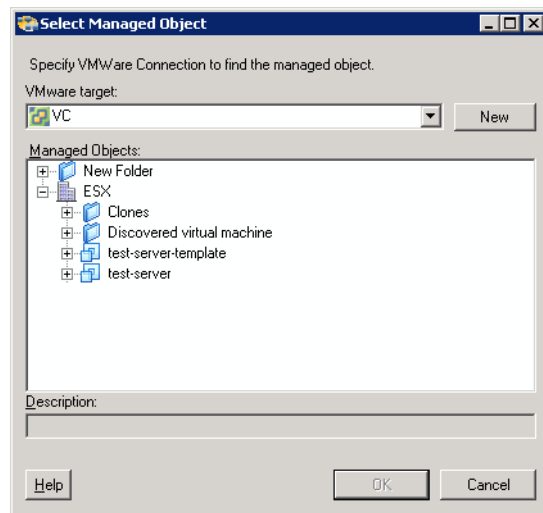 Select Managed Object
Specify VMWare Connection to find the managed object.
VMware target:
VC
New
Managed Objects:
New Folder
ESX
Clones
Discovered virtual machine
test-server-template
test-server
Description:
Help
OK
Cancel